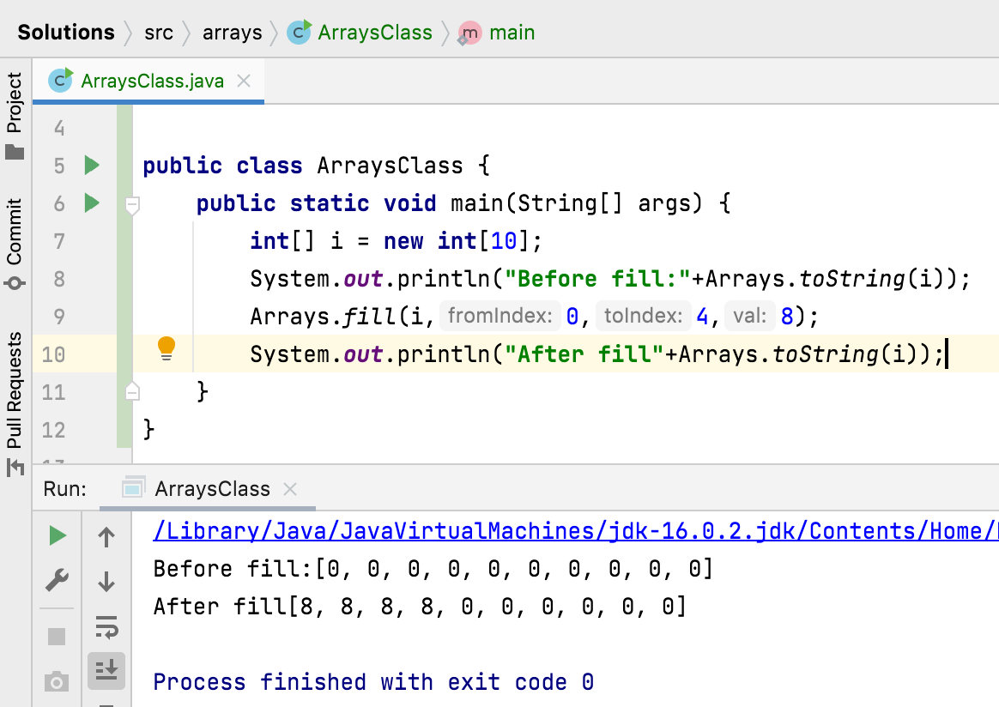 Solutions src arrays C ArraysClass m main
C ArraysClass.java
Project
Commit
Pull Requests
4
5 public class ArraysClass {
6 public static void main(String[] args) {
7 int[] i = new int[10];
8 System.out.println("Before fill:"+Arrays.toString(i));
9 Arrays.fill(i, fromIndex: 0, toIndex: 4, val: 8);
10 System.out.println("After fill"+Arrays.toString(i));
11 }
12 }
Run: ArraysClass
/Library/Java/JavaVirtualMachines/jdk-16.0.2.jdk/Contents/Home/
Before fill:[0, 0, 0, 0, 0, 0, 0, 0, 0, 0]
After fill[8, 8, 8, 8, 0, 0, 0, 0, 0, 0]
Process finished with exit code 0